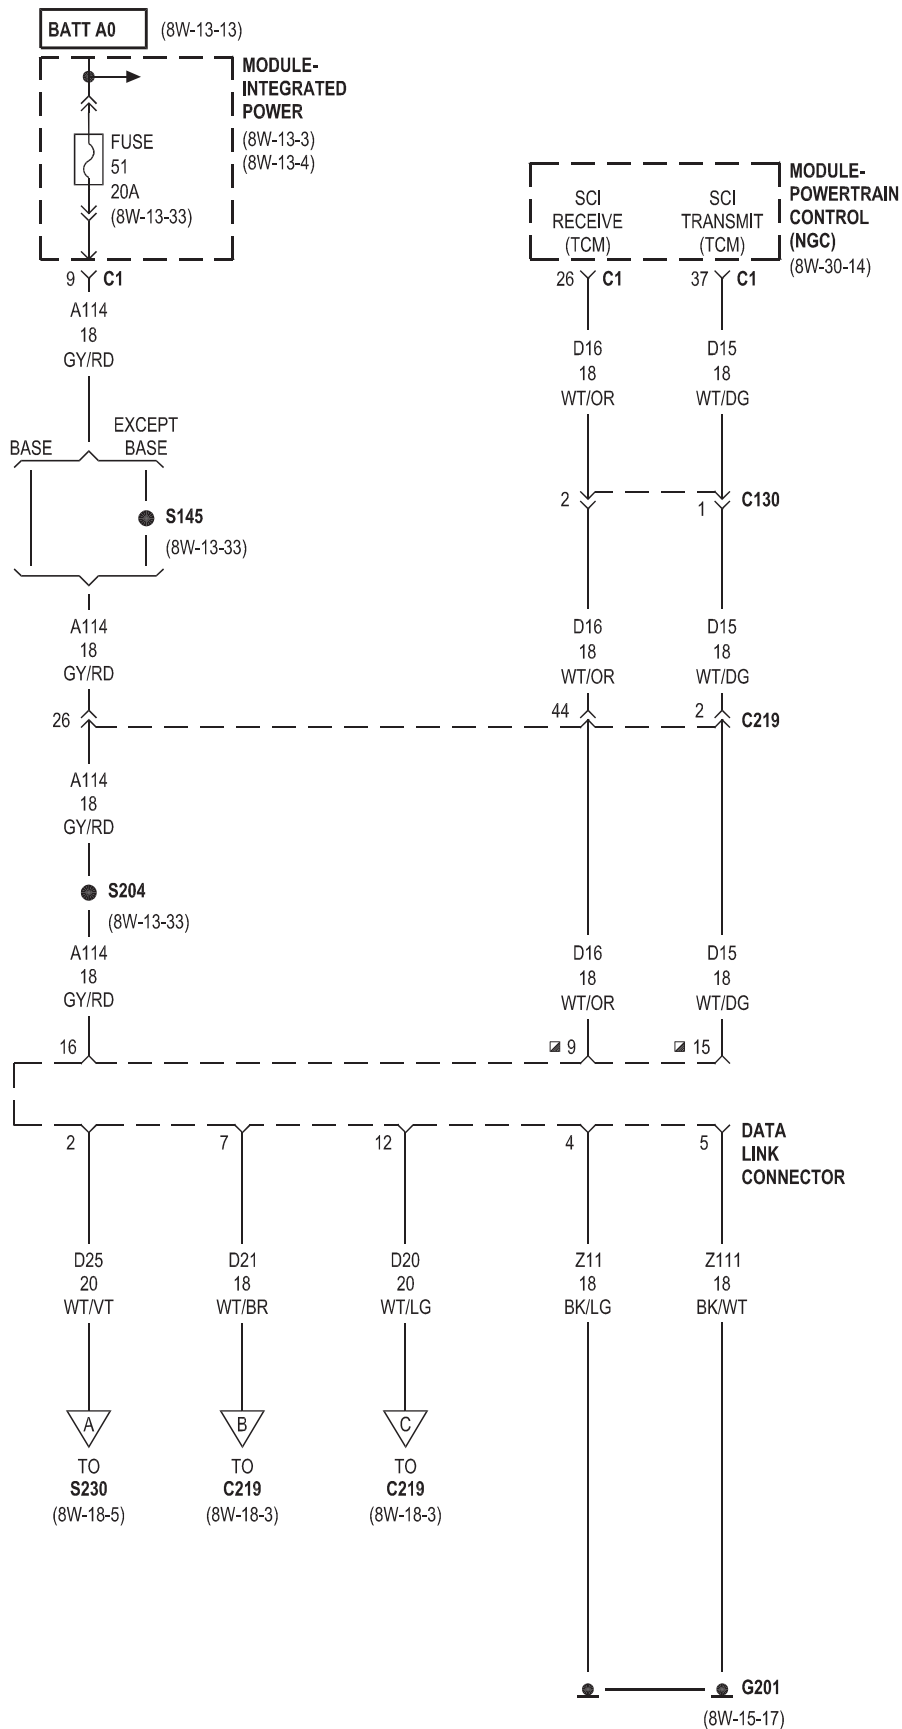 BATT A0 (8W-13-13)
MODULE-
INTEGRATED
POWER
(8W-13-3)
(8W-13-4)
FUSE
51
20A
(8W-13-33)
9 C1
A114
18
GY/RD
MODULE-
POWERTRAIN
CONTROL
(NGC)
(8W-30-14)
SCI
RECEIVE
(TCM)
SCI
TRANSMIT
(TCM)
26 C1
37 C1
D16
18
WT/OR
D15
18
WT/DG
BASE
EXCEPT
BASE
S145
(8W-13-33)
2
1
C130
A114
18
GY/RD
D16
18
WT/OR
D15
18
WT/DG
26
44
2
C219
A114
18
GY/RD
S204
(8W-13-33)
A114
18
GY/RD
D16
18
WT/OR
D15
18
WT/DG
16
9
15
2
7
12
4
5
DATA
LINK
CONNECTOR
D25
20
WT/VT
D21
18
WT/BR
D20
20
WT/LG
Z11
18
BK/LG
Z111
18
BK/WT
A
TO
S230
(8W-18-5)
B
TO
C219
(8W-18-3)
C
TO
C219
(8W-18-3)
G201
(8W-15-17)